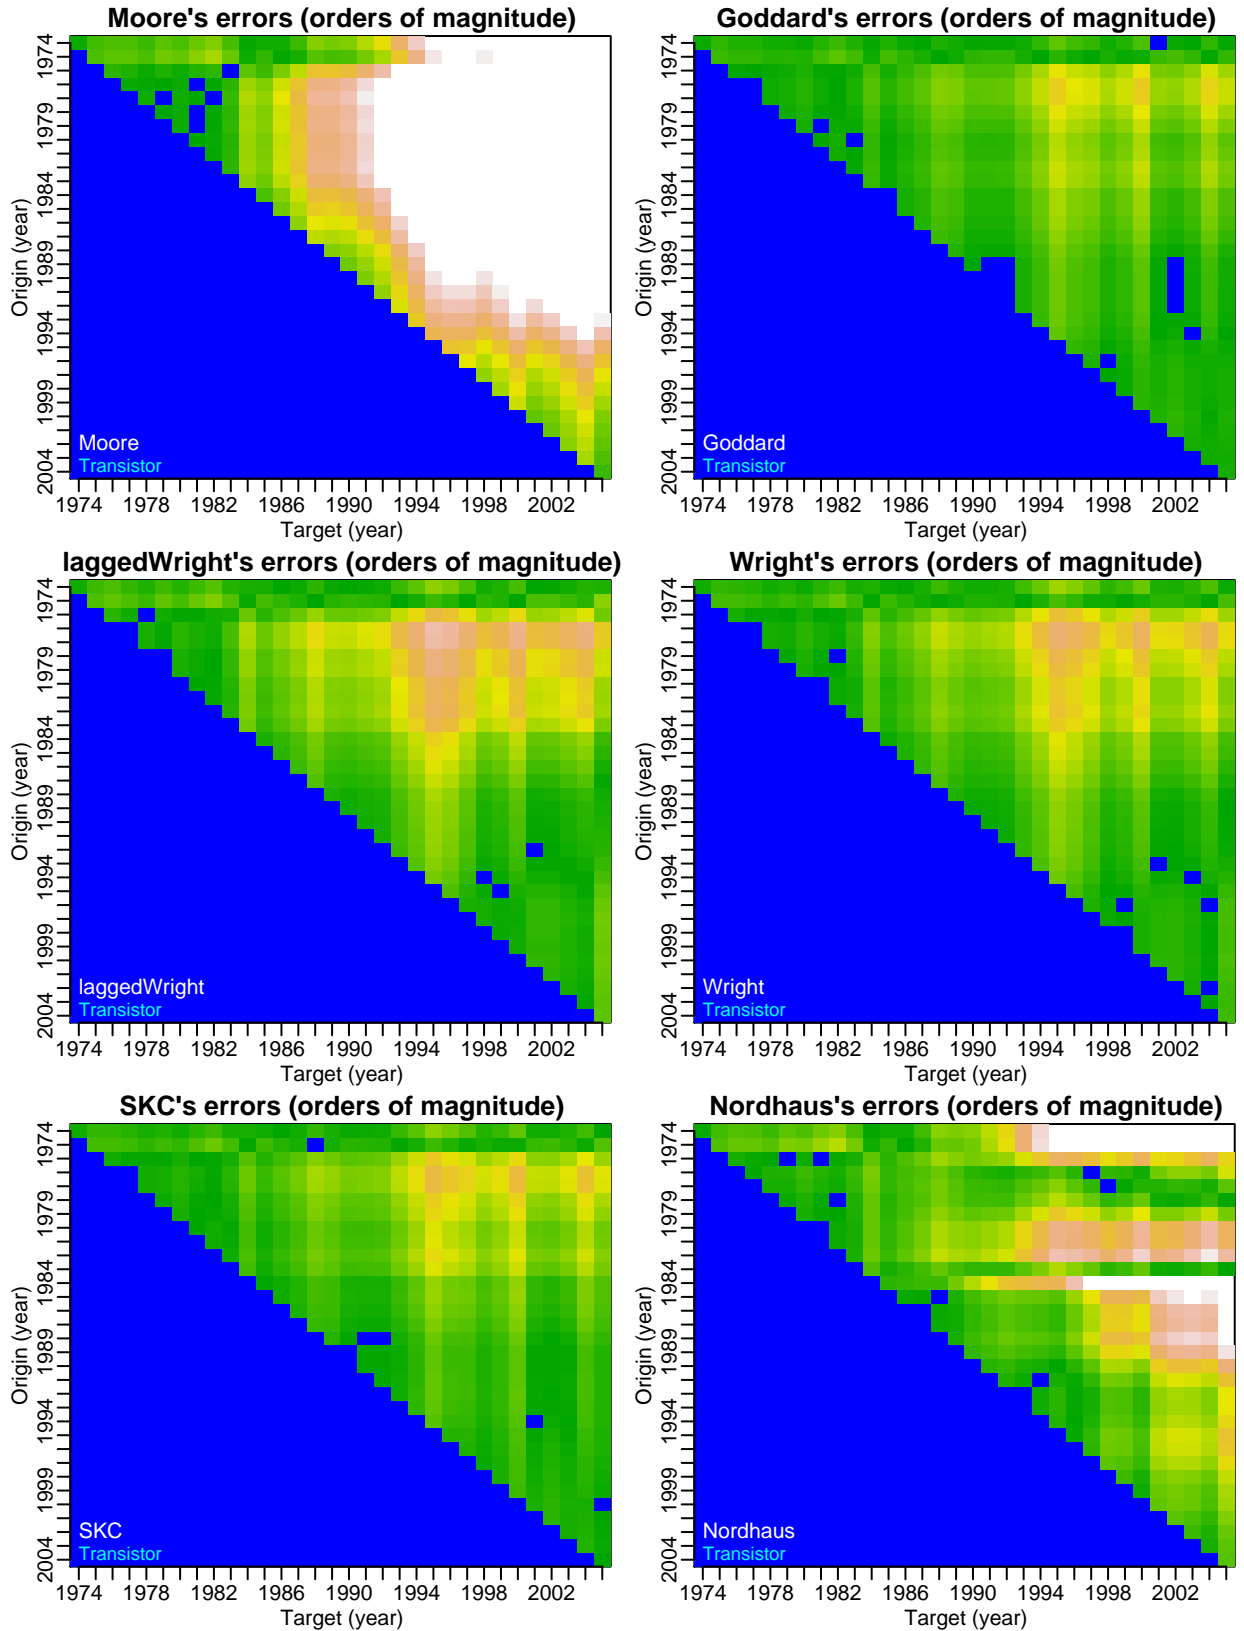 Moore's errors (orders of magnitude)
Origin (year)
1974 1979 1984 1989 1994 1999 2004
Moore
Transistor
1974 1978 1982 1986 1990 1994 1998 2002
Target (year)
Goddard's errors (orders of magnitude)
Origin (year)
1974 1979 1984 1989 1994 1999 2004
Goddard
Transistor
1974 1978 1982 1986 1990 1994 1998 2002
Target (year)
laggedWright's errors (orders of magnitude)
Origin (year)
1974 1979 1984 1989 1994 1999 2004
laggedWright
Transistor
1974 1978 1982 1986 1990 1994 1998 2002
Target (year)
Wright's errors (orders of magnitude)
Origin (year)
1974 1979 1984 1989 1994 1999 2004
Wright
Transistor
1974 1978 1982 1986 1990 1994 1998 2002
Target (year)
SKC's errors (orders of magnitude)
Origin (year)
1974 1979 1984 1989 1994 1999 2004
SKC
Transistor
1974 1978 1982 1986 1990 1994 1998 2002
Target (year)
Nordhaus's errors (orders of magnitude)
Origin (year)
1974 1979 1984 1989 1994 1999 2004
Nordhaus
Transistor
1974 1978 1982 1986 1990 1994 1998 2002
Target (year)